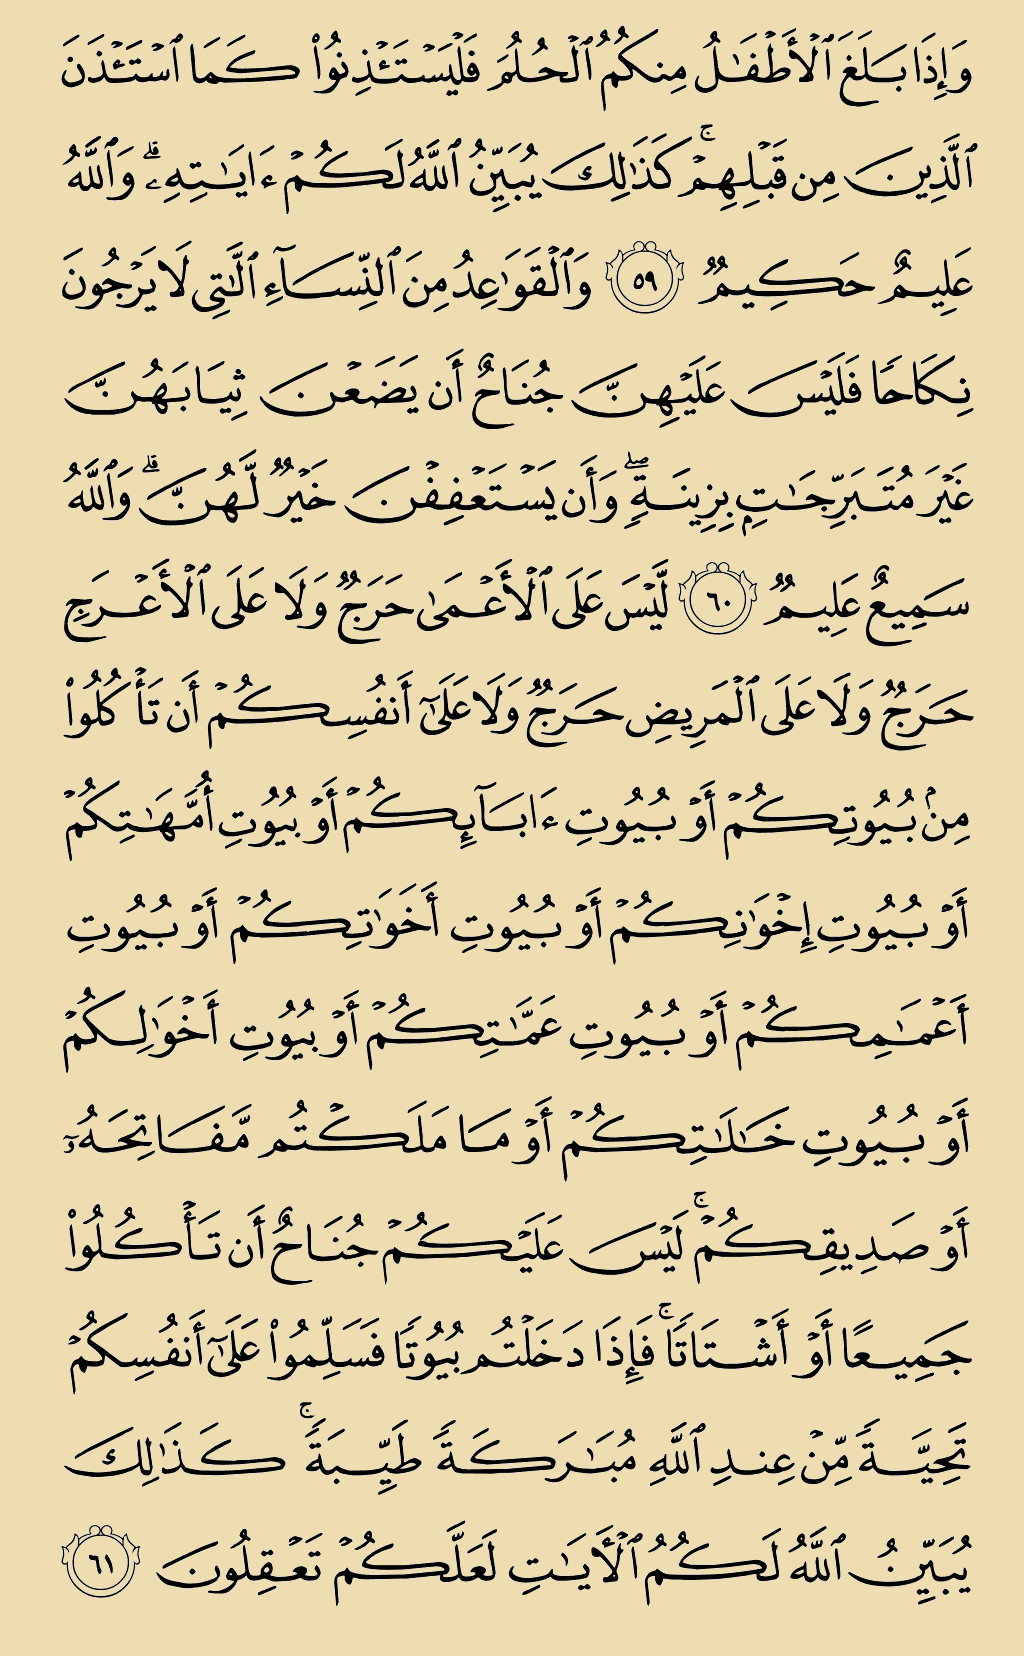 وَإِذَا بَلَغَ ٱلْأَطْفَٰلُ مِنكُمُ ٱلْحُلُمَ فَلْيَسْتَـْٔذِنُوا۟ كَمَا ٱسْتَـْٔذَنَ
ٱلَّذِينَ مِن قَبْلِهِمْ ۚ كَذَٰلِكَ يُبَيِّنُ ٱللَّهُ لَكُمْ ءَايَٰتِهِۦ ۗ وَٱللَّهُ
عَلِيمٌ حَكِيمٌ ٥٩ وَٱلْقَوَٰعِدُ مِنَ ٱلنِّسَآءِ ٱلَّٰتِى لَا يَرْجُونَ
نِكَاحًا فَلَيْسَ عَلَيْهِنَّ جُنَاحٌ أَن يَضَعْنَ ثِيَابَهُنَّ
غَيْرَ مُتَبَرِّجَٰتٍۭ بِزِينَةٍ ۖ وَأَن يَسْتَعْفِفْنَ خَيْرٌ لَّهُنَّ ۗ وَٱللَّهُ
سَمِيعٌ عَلِيمٌ ٦٠ لَّيْسَ عَلَى ٱلْأَعْمَىٰ حَرَجٌ وَلَا عَلَى ٱلْأَعْرَجِ
حَرَجٌ وَلَا عَلَى ٱلْمَرِيضِ حَرَجٌ وَلَا عَلَىٰٓ أَنفُسِكُمْ أَن تَأْكُلُوا۟
مِنۢ بُيُوتِكُمْ أَوْ بُيُوتِ ءَابَآئِكُمْ أَوْ بُيُوتِ أُمَّهَٰتِكُمْ
أَوْ بُيُوتِ إِخْوَٰنِكُمْ أَوْ بُيُوتِ أَخَوَٰتِكُمْ أَوْ بُيُوتِ
أَعْمَٰمِكُمْ أَوْ بُيُوتِ عَمَّٰتِكُمْ أَوْ بُيُوتِ أَخْوَٰلِكُمْ
أَوْ بُيُوتِ خَٰلَٰتِكُمْ أَوْ مَا مَلَكْتُم مَّفَاتِحَهُۥٓ
أَوْ صَدِيقِكُمْ ۚ لَيْسَ عَلَيْكُمْ جُنَاحٌ أَن تَأْكُلُوا۟
جَمِيعًا أَوْ أَشْتَاتًا ۚ فَإِذَا دَخَلْتُم بُيُوتًا فَسَلِّمُوا۟ عَلَىٰٓ أَنفُسِكُمْ
تَحِيَّةً مِّنْ عِندِ ٱللَّهِ مُبَٰرَكَةً طَيِّبَةً ۚ كَذَٰلِكَ
يُبَيِّنُ ٱللَّهُ لَكُمُ ٱلْأَيَٰتِ لَعَلَّكُمْ تَعْقِلُونَ ٦١